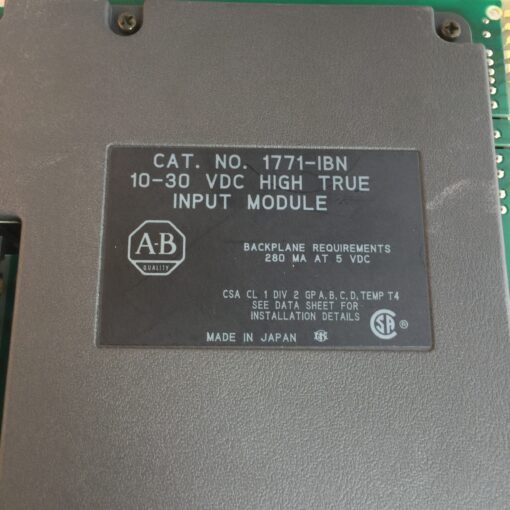 CAT. NO. 1771-IBN
10-30 VDC HIGH TRUE
INPUT MODULE
A-B
QUALITY
BACKPLANE REQUIREMENTS
280 MA AT 5 VDC
CSA CL 1 DIV 2 GP A, B, C, D, TEMP T4
SEE DATA SHEET FOR
INSTALLATION DETAILS
SA ®
MADE IN JAPAN